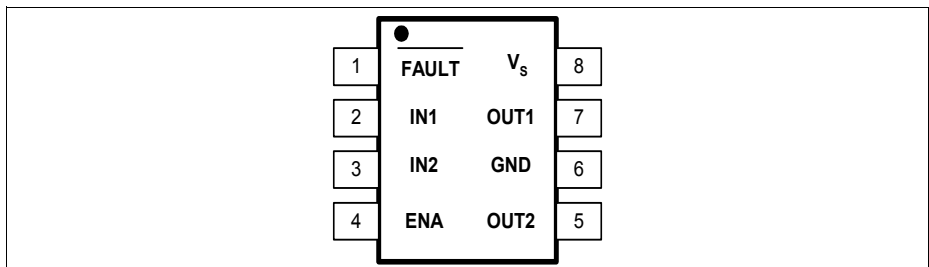 1 FAULT V_S 8
2 IN1 OUT1 7
3 IN2 GND 6
4 ENA OUT2 5